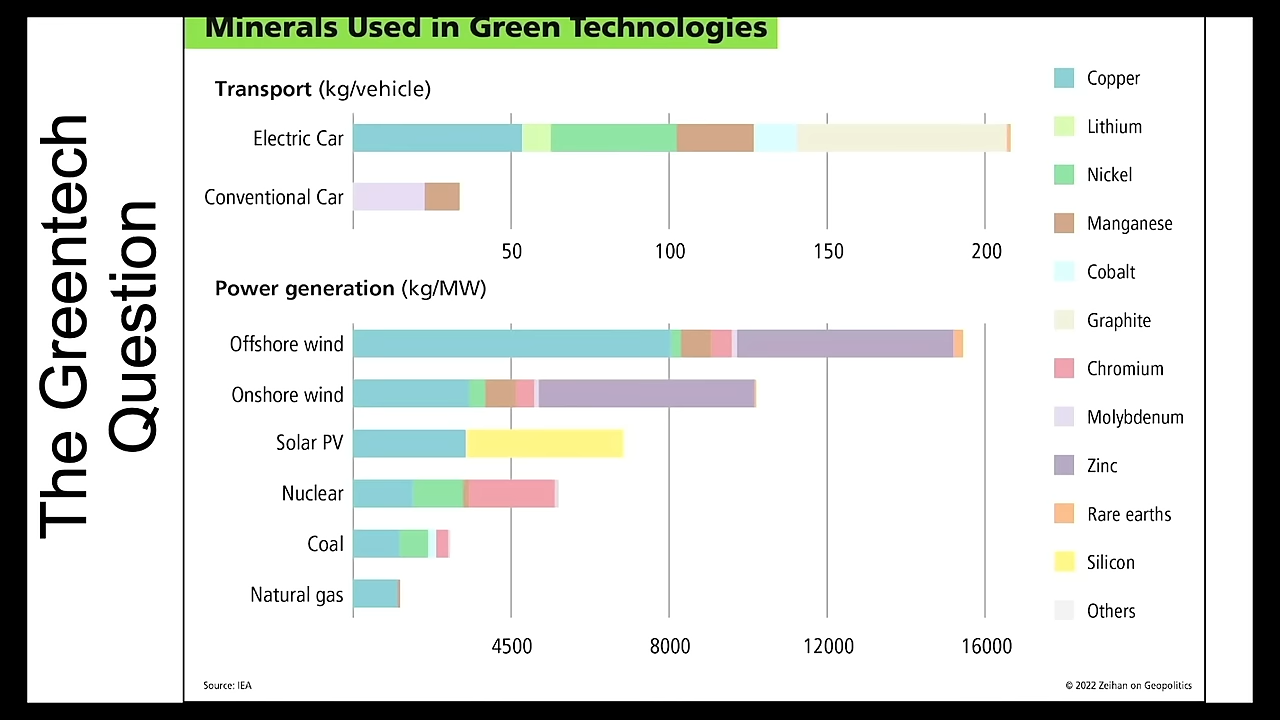 The Greentech
Question
Minerals Used in Green Technologies
Transport (kg/vehicle)
Electric Car
Conventional Car
50 100 150 200
Power generation (kg/MW)
Offshore wind
Onshore wind
Solar PV
Nuclear
Coal
Natural gas
4500 8000 12000 16000
Copper
Lithium
Nickel
Manganese
Cobalt
Graphite
Chromium
Molybdenum
Zinc
Rare earths
Silicon
Others
Source: IEA
© 2022 Zeihan on Geopolitics